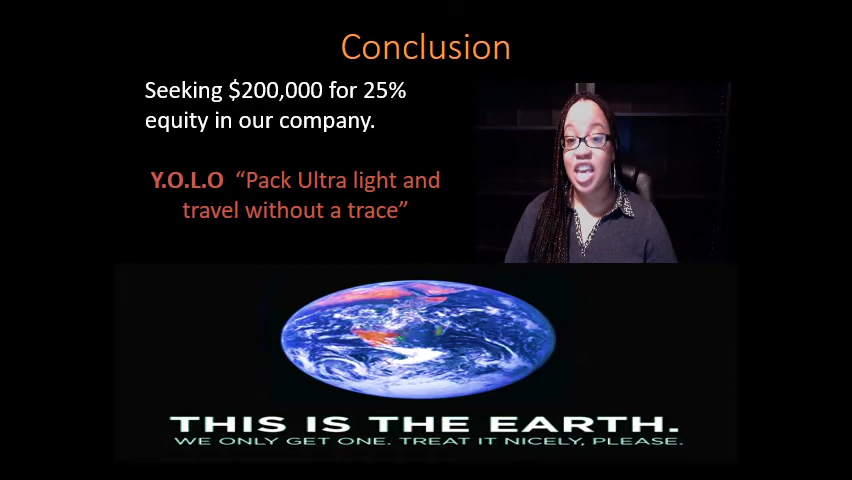 Conclusion
Seeking $200,000 for 25%
equity in our company.
Y.O.L.O “Pack Ultra light and
travel without a trace”
THIS IS THE EARTH.
WE ONLY GET ONE. TREAT IT NICELY, PLEASE.